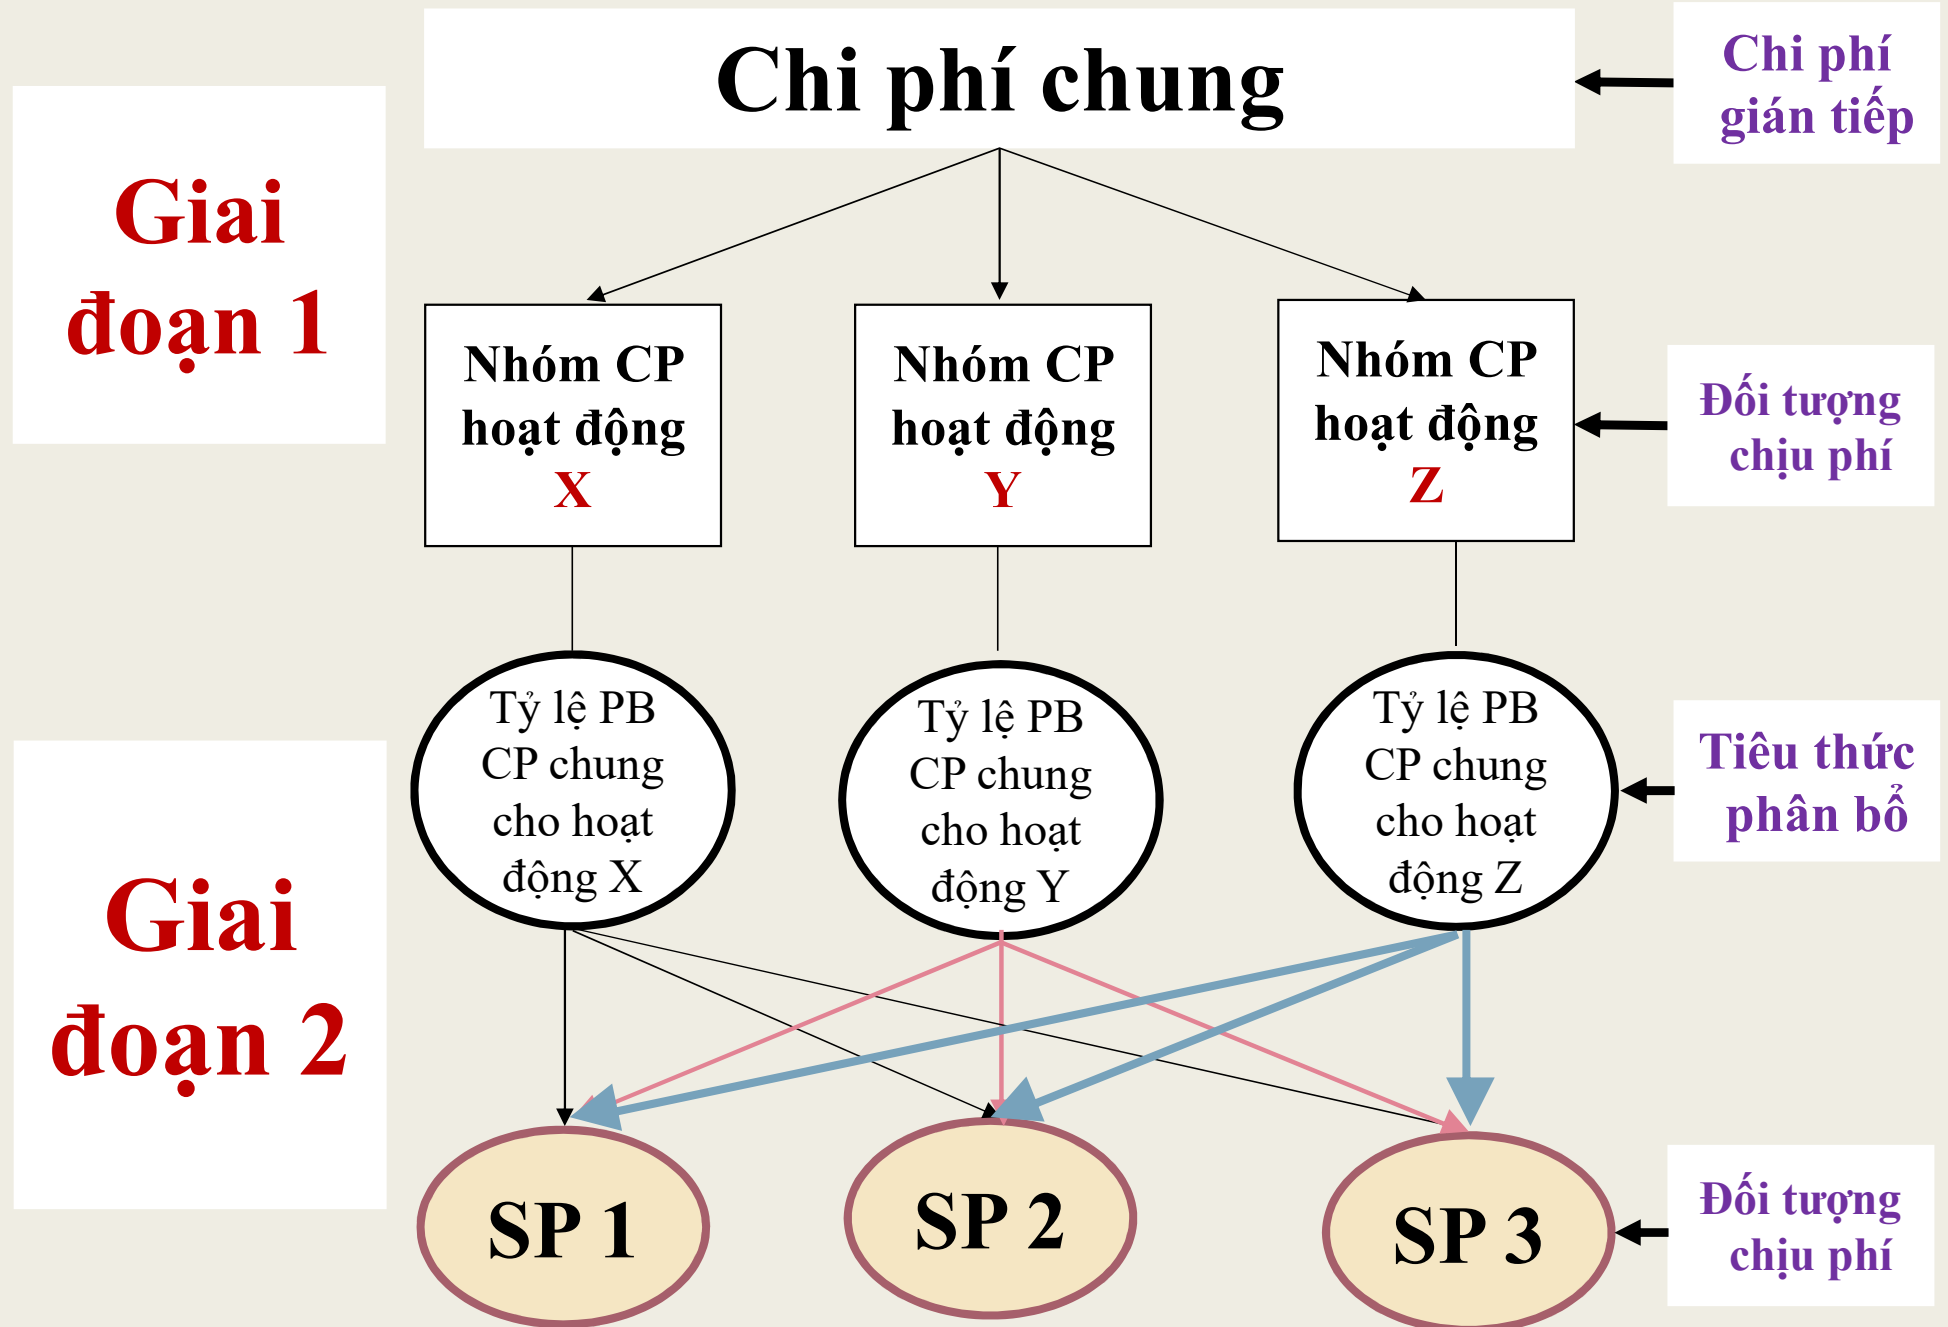 Chi phí chung
Chi phí
gián tiếp
Giai
đoạn 1
Nhóm CP
hoạt động
X
Nhóm CP
hoạt động
Y
Nhóm CP
hoạt động
Z
Đối tượng
chịu phí
Tỷ lệ PB
CP chung
cho hoạt
động X
Tỷ lệ PB
CP chung
cho hoạt
động Y
Tỷ lệ PB
CP chung
cho hoạt
động Z
Tiêu thức
phân bổ
Giai
đoạn 2
SP 1
SP 2
SP 3
Đối tượng
chịu phí